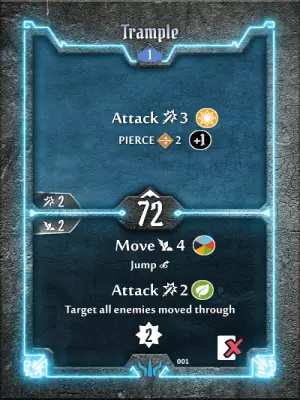 Trample
1
Attack 3
PIERCE 2 +1
2
72
2
Move 4
Jump
Attack 2
Target all enemies moved through
2
001